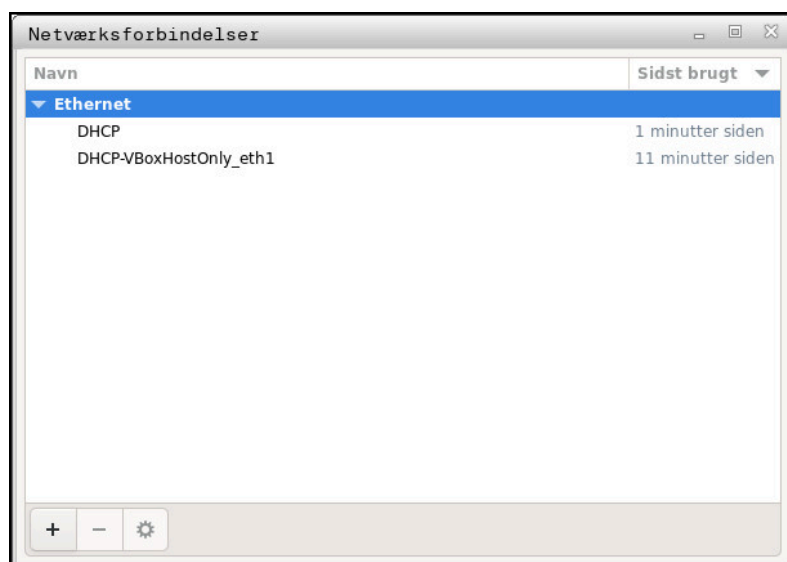 Netværksforbindelser
Navn Sidst brugt
Ethernet
DHCP 1 minutter siden
DHCP-VBoxHostOnly_eth1 11 minutter siden